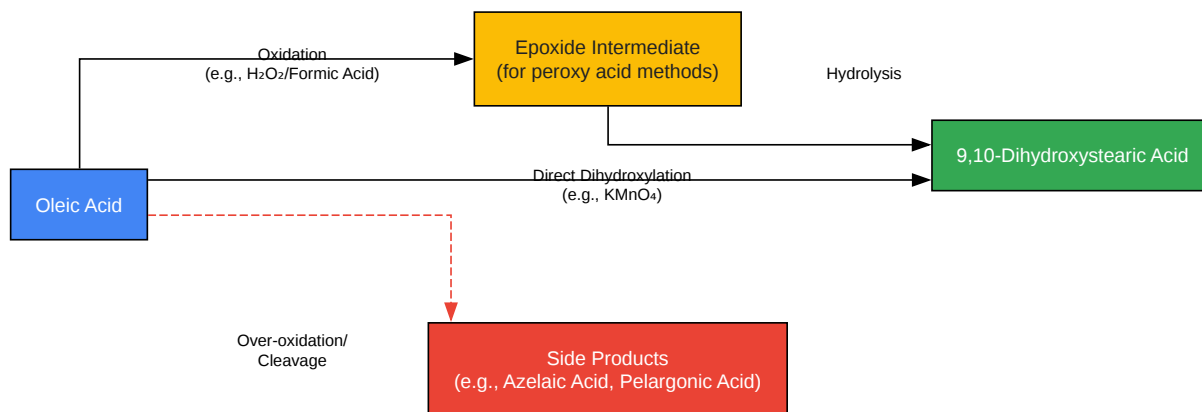 Oxidation
(e.g., H₂O₂/Formic Acid)
Epoxide Intermediate
(for peroxy acid methods)
Hydrolysis
9,10-Dihydroxystearic Acid
Direct Dihydroxylation
(e.g., KMnO₄)
Oleic Acid
Over-oxidation/
Cleavage
Side Products
(e.g., Azelaic Acid, Pelargonic Acid)